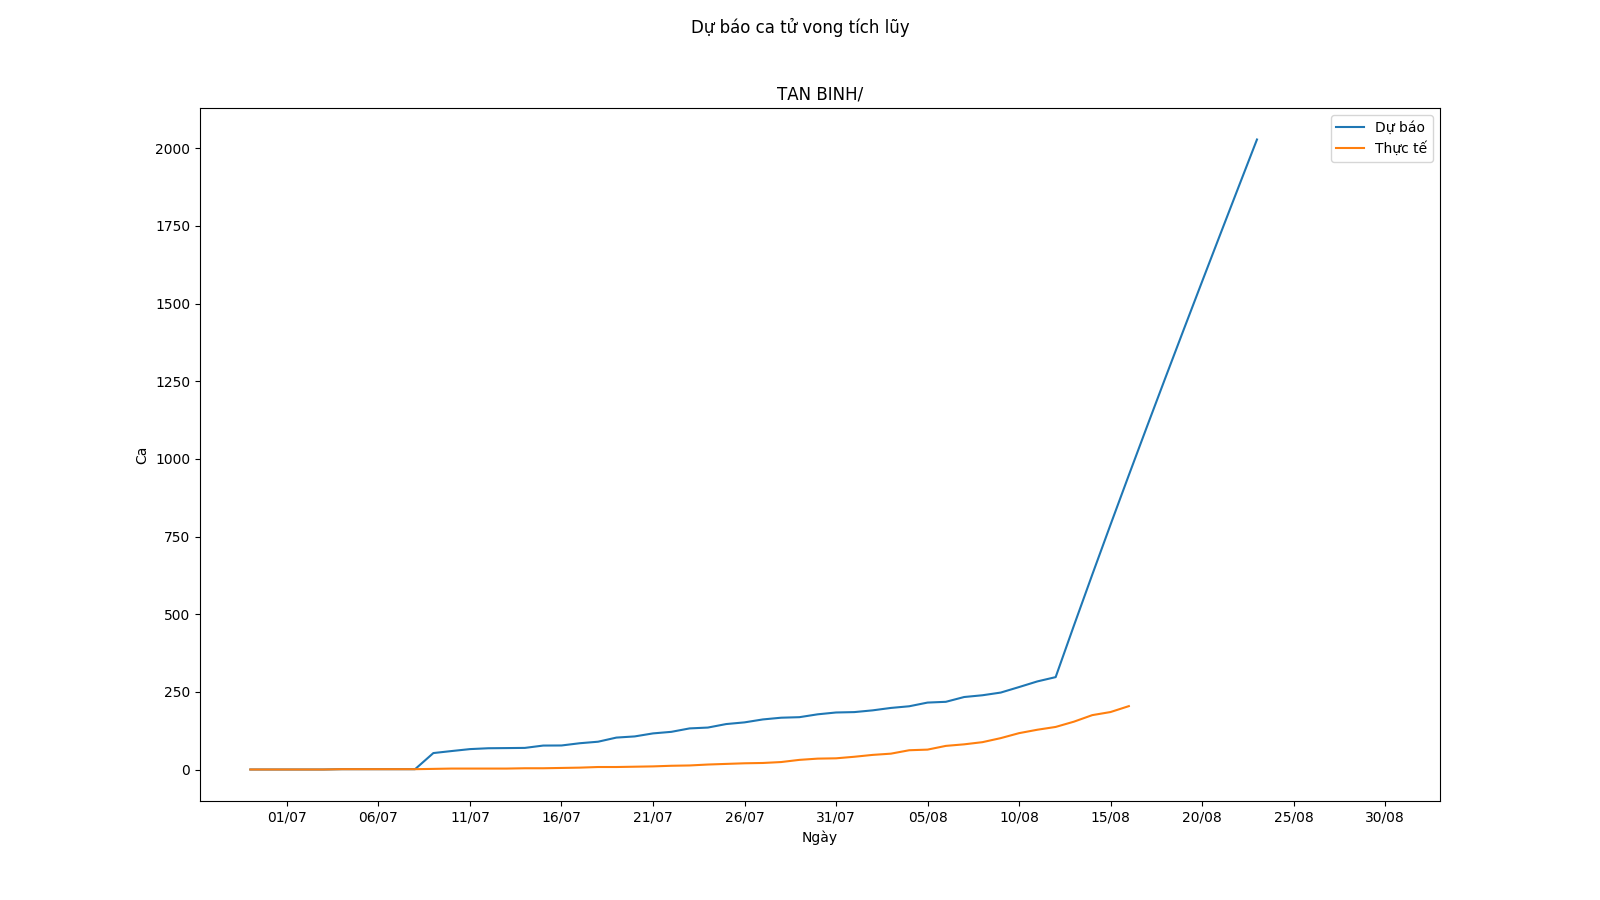 Dự báo ca tử vong tích lũy
TAN BINH/
Dự báo
Thực tế
2000
1750
1500
1250
1000
750
500
250
0
Ca
01/07 06/07 11/07 16/07 21/07 26/07 31/07 05/08 10/08 15/08 20/08 25/08 30/08
Ngày